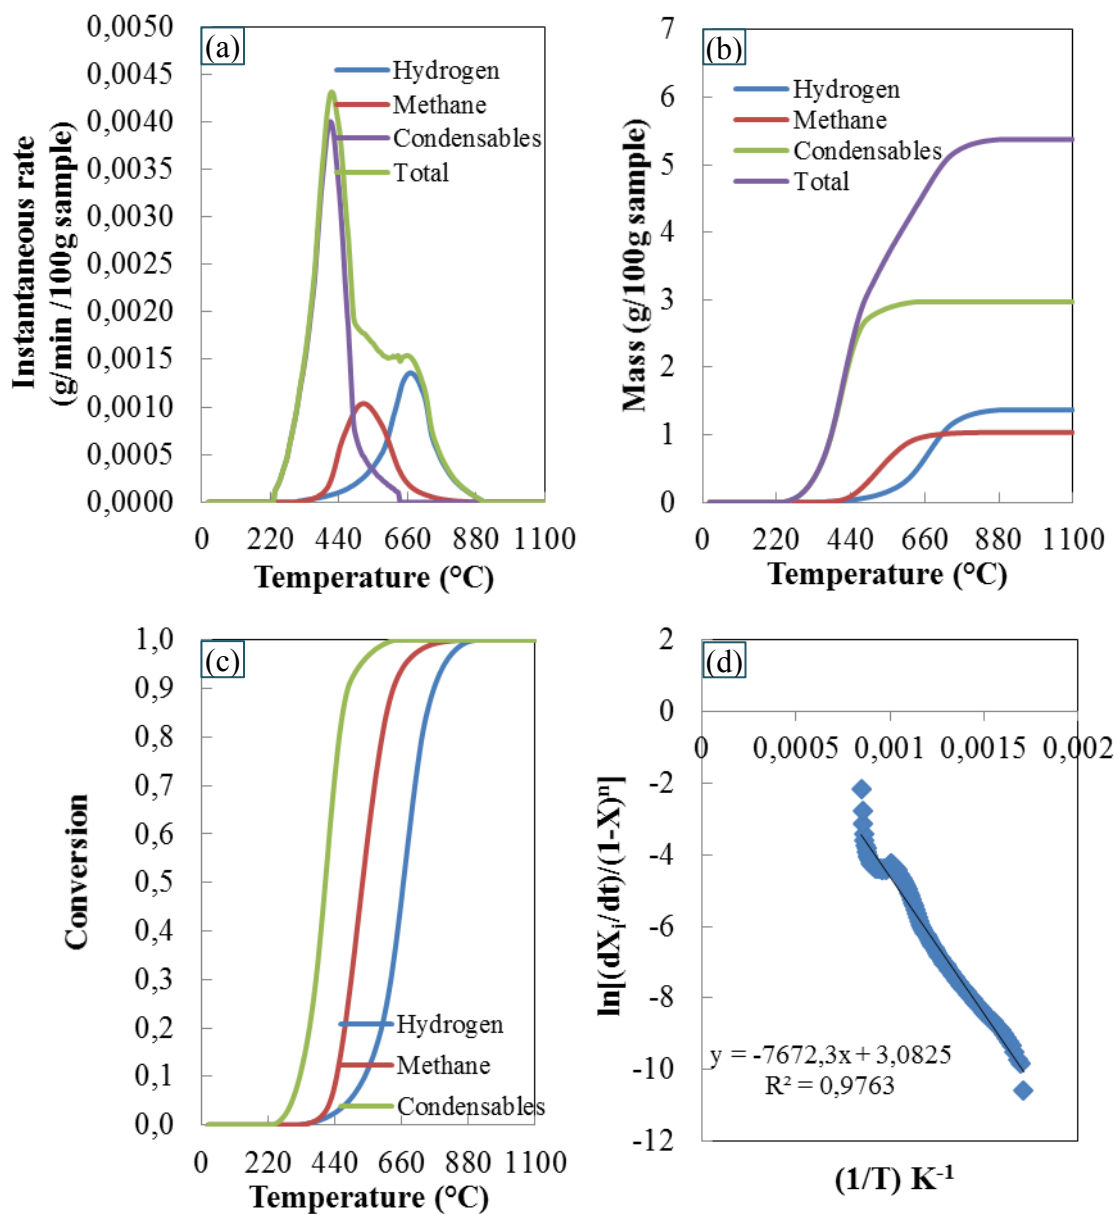 (a)
0,0050
0,0045
0,0040
0,0035
0,0030
0,0025
0,0020
0,0015
0,0010
0,0005
0,0000
Instantaneous rate
(g/min /100g sample)
Hydrogen
Methane
Condensables
Total
0 220 440 660 880 1100
Temperature (°C)
(b)
7
6
5
4
3
2
1
0
Mass (g/100g sample)
Hydrogen
Methane
Condensables
Total
0 220 440 660 880 1100
Temperature (°C)
(c)
1,0
0,9
0,8
0,7
0,6
0,5
0,4
0,3
0,2
0,1
0,0
Conversion
Hydrogen
Methane
Condensables
0 220 440 660 880 1100
Temperature (°C)
(d)
2
0
-2
-4
-6
-8
-10
-12
0 0,0005 0,001 0,0015 0,002
ln[(dXi/dt)/(1-X)ⁿ]
y = -7672,3x + 3,0825
R² = 0,9763
(1/T) K⁻¹